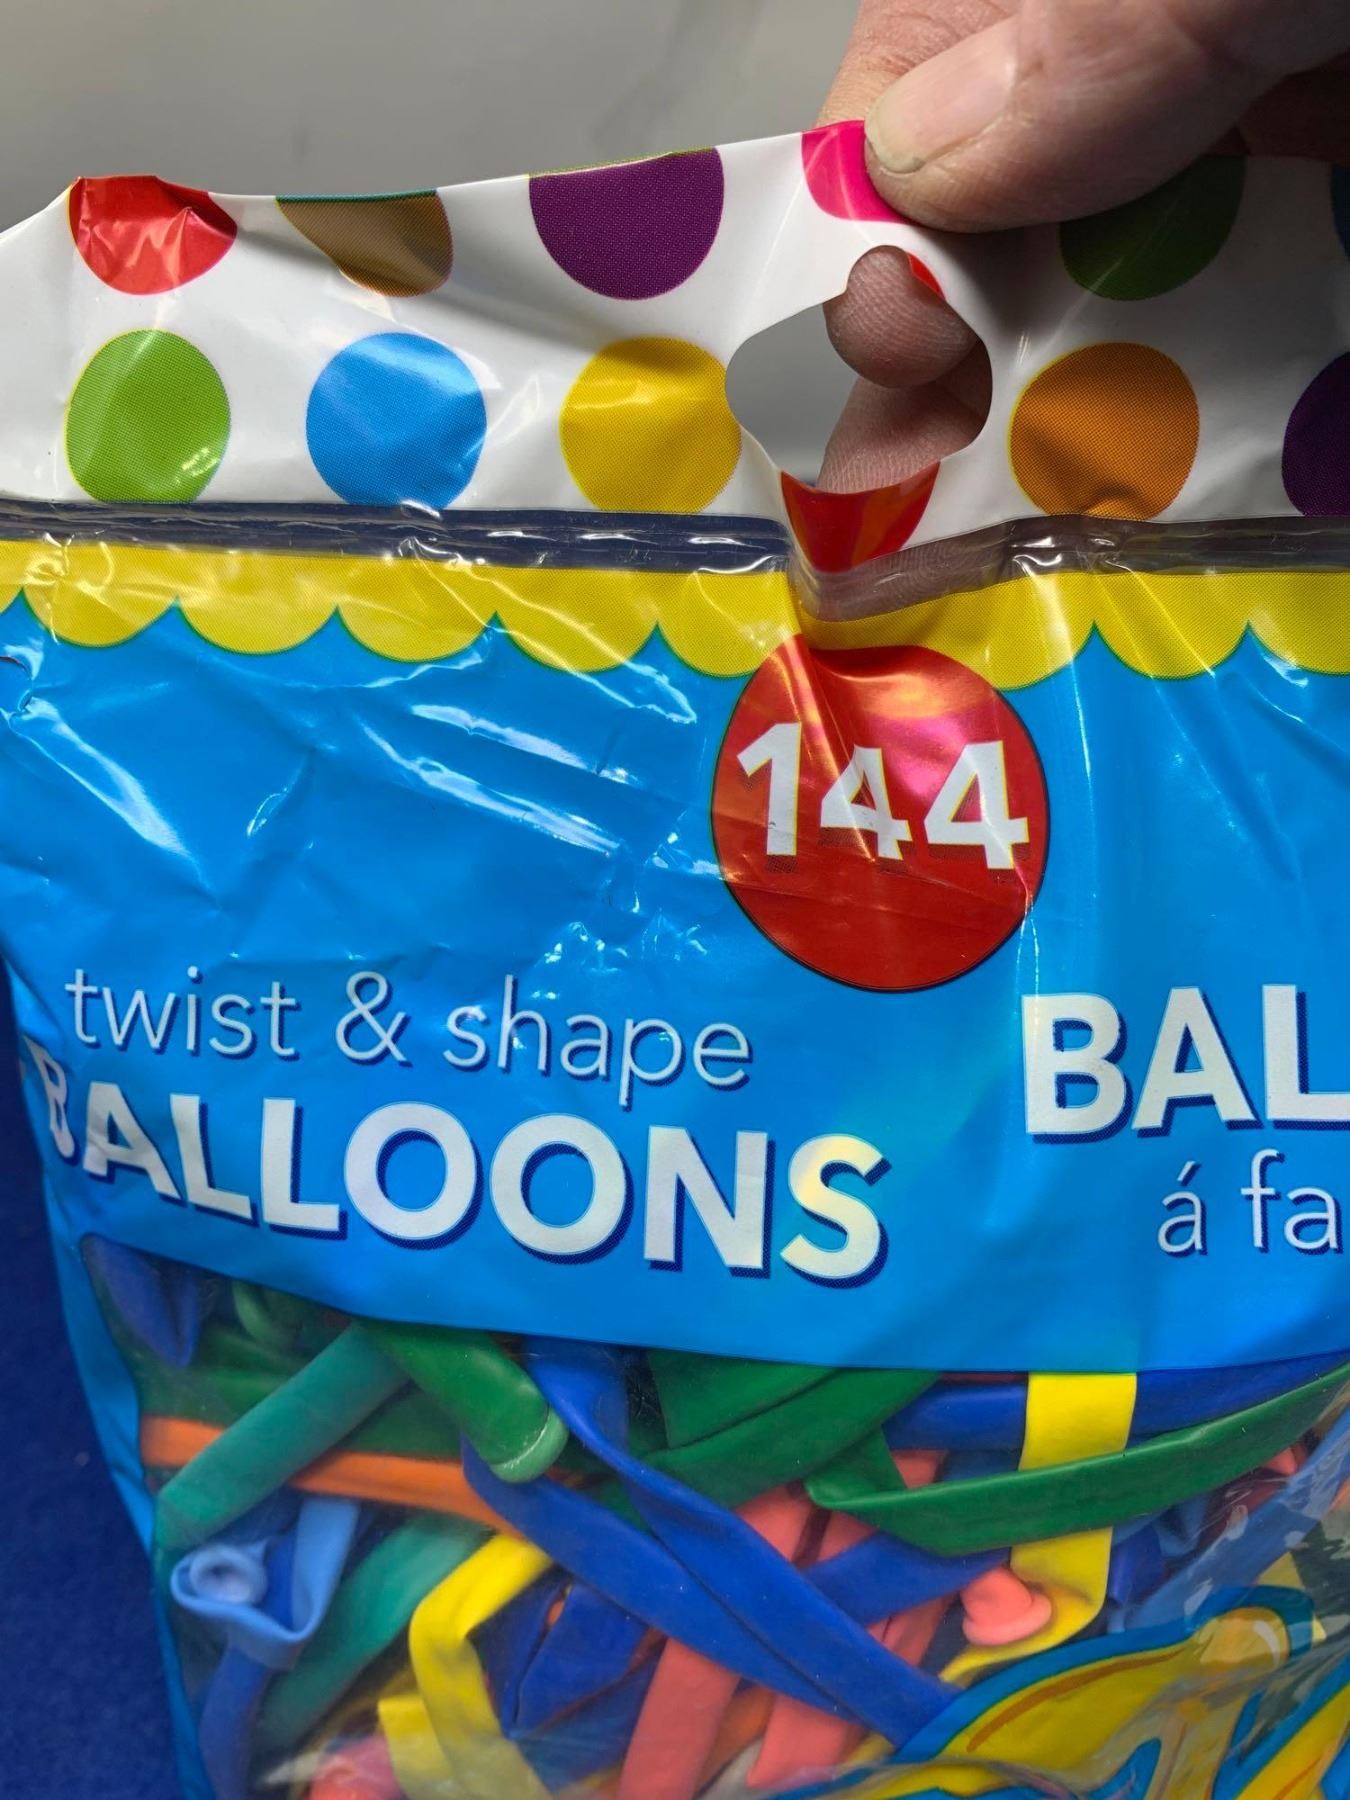 144
twist & shape
BALLOONS
BAL
á fa